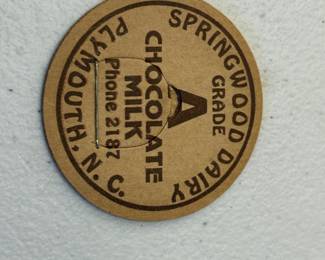 SPRINGWOOD DAIRY
GRADE
A
CHOCOLATE
MILK
Phone 2187
PLYMOUTH, N. C.